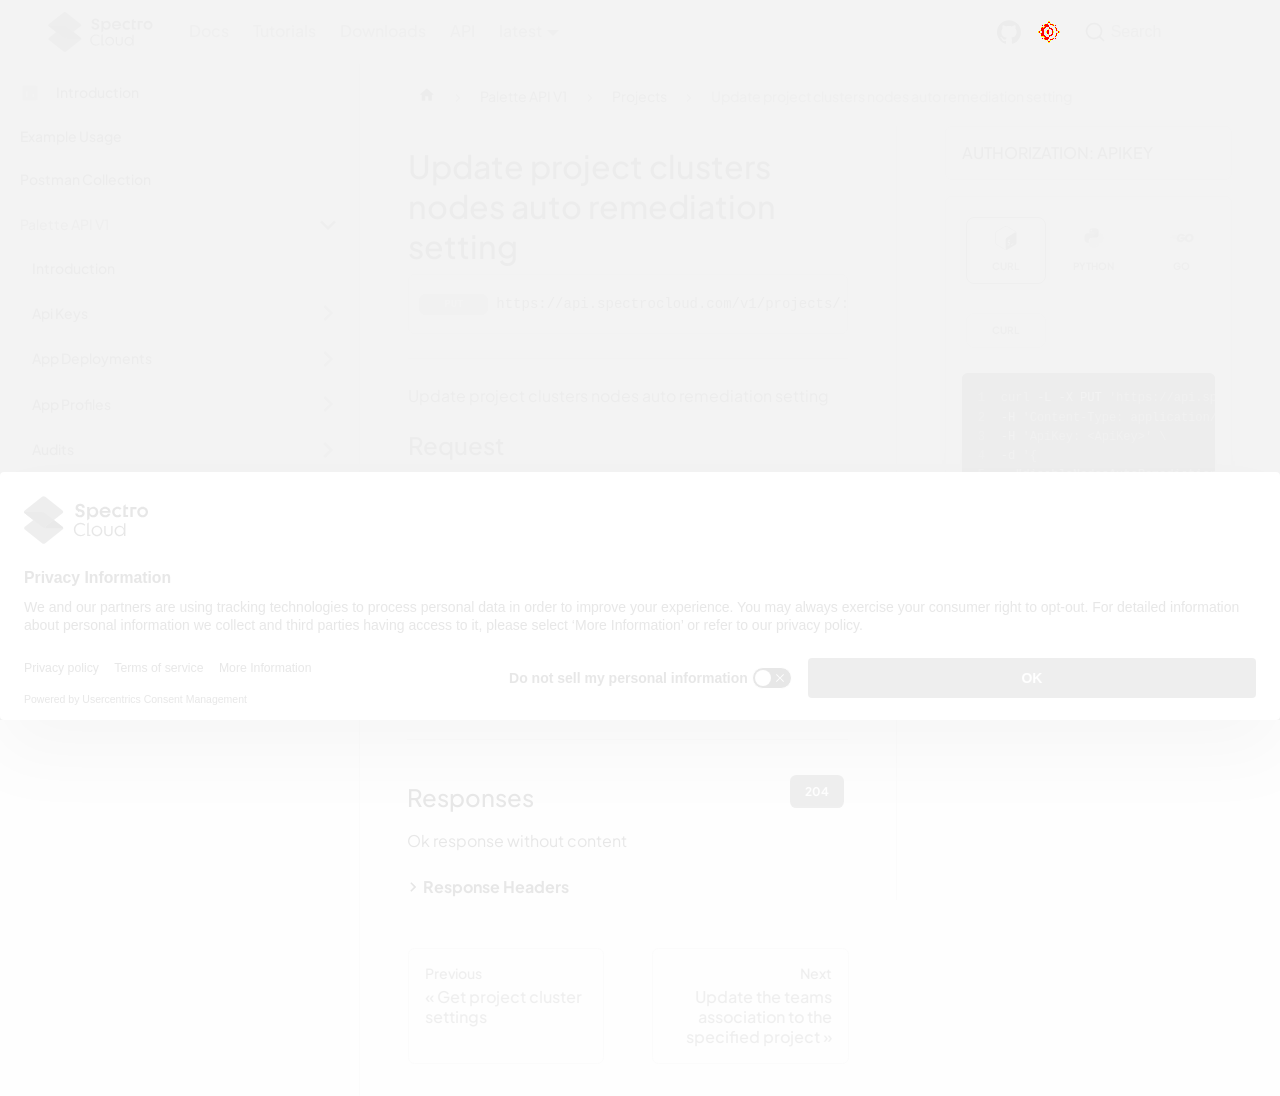 Spectro Cloud
Docs Tutorials Downloads API latest
Search
Introduction
Example Usage
Postman Collection
Palette API V1
Introduction
Api Keys
App Deployments
App Profiles
Audits
Palette API V1
Projects
Update project clusters nodes auto remediation setting
Update project clusters
nodes auto remediation
setting
https://api.spectrocloud.com/v1/projects/
Update project clusters nodes auto remediation setting
Request
AUTHORIZATION: APIKEY
CURL PYTHON GO
CURL
Spectro
Cloud
Privacy Information
We and our partners are using tracking technologies to process personal data in order to improve your experience. You may always exercise your consumer right to opt-out. For detailed information
about personal information we collect and third parties having access to it, please select 'More Information' or refer to our privacy policy.
Privacy policy Terms of service More Information
Do not sell my personal information
OK
Powered by Usercentrics Consent Management
Responses
204
Ok response without content
Response Headers
Previous
« Get project cluster
settings
Next
Update the teams
association to the
specified project »